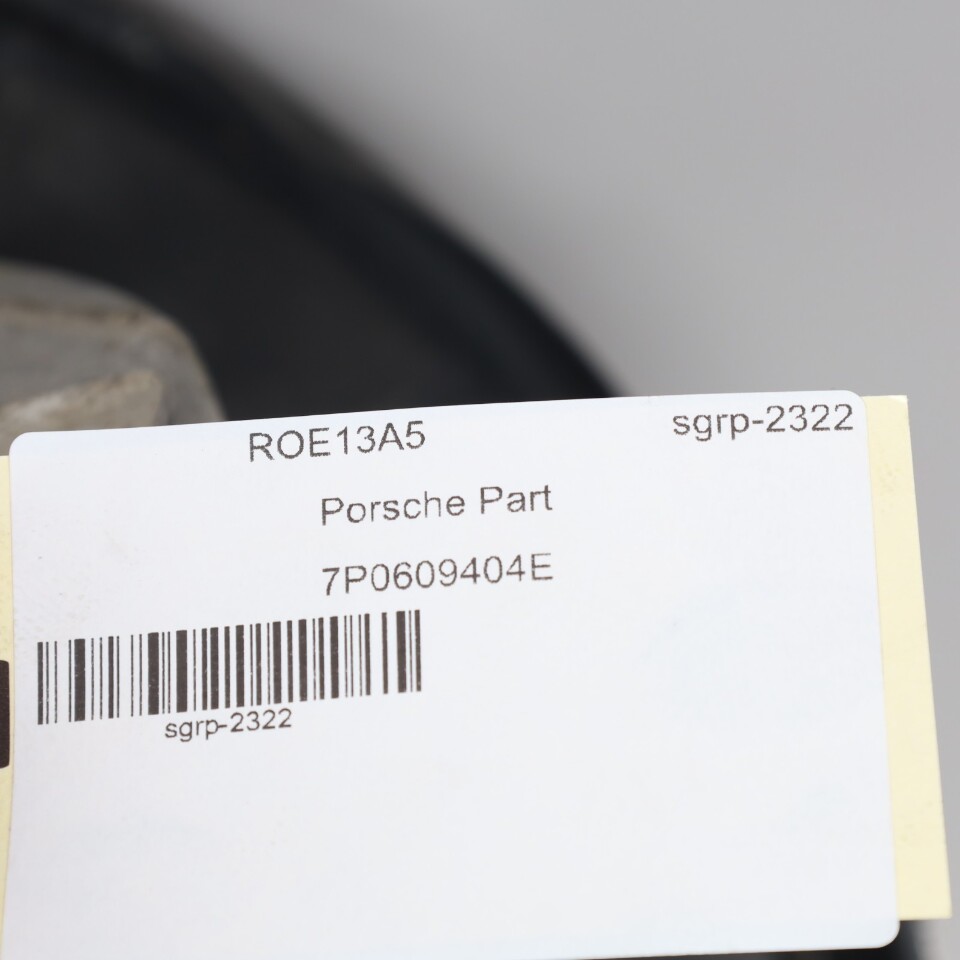 ROE13A5 sgrp-2322
Porsche Part
7P0609404E
sgrp-2322